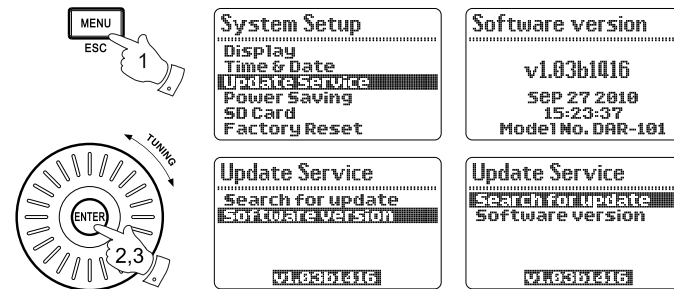 MENU
ESC
1
TUNING
ENTER
2,3
System Setup
Display
Time & Date
Update Service
Power Saving
SD Card
Factory Reset
Software version
v1.03b1416
SEP 27 2010
15:23:37
Model No. DAR-101
Update Service
Search for update
Software version
v1.03b1416
Update Service
Search for update
Software version
v1.03b1416